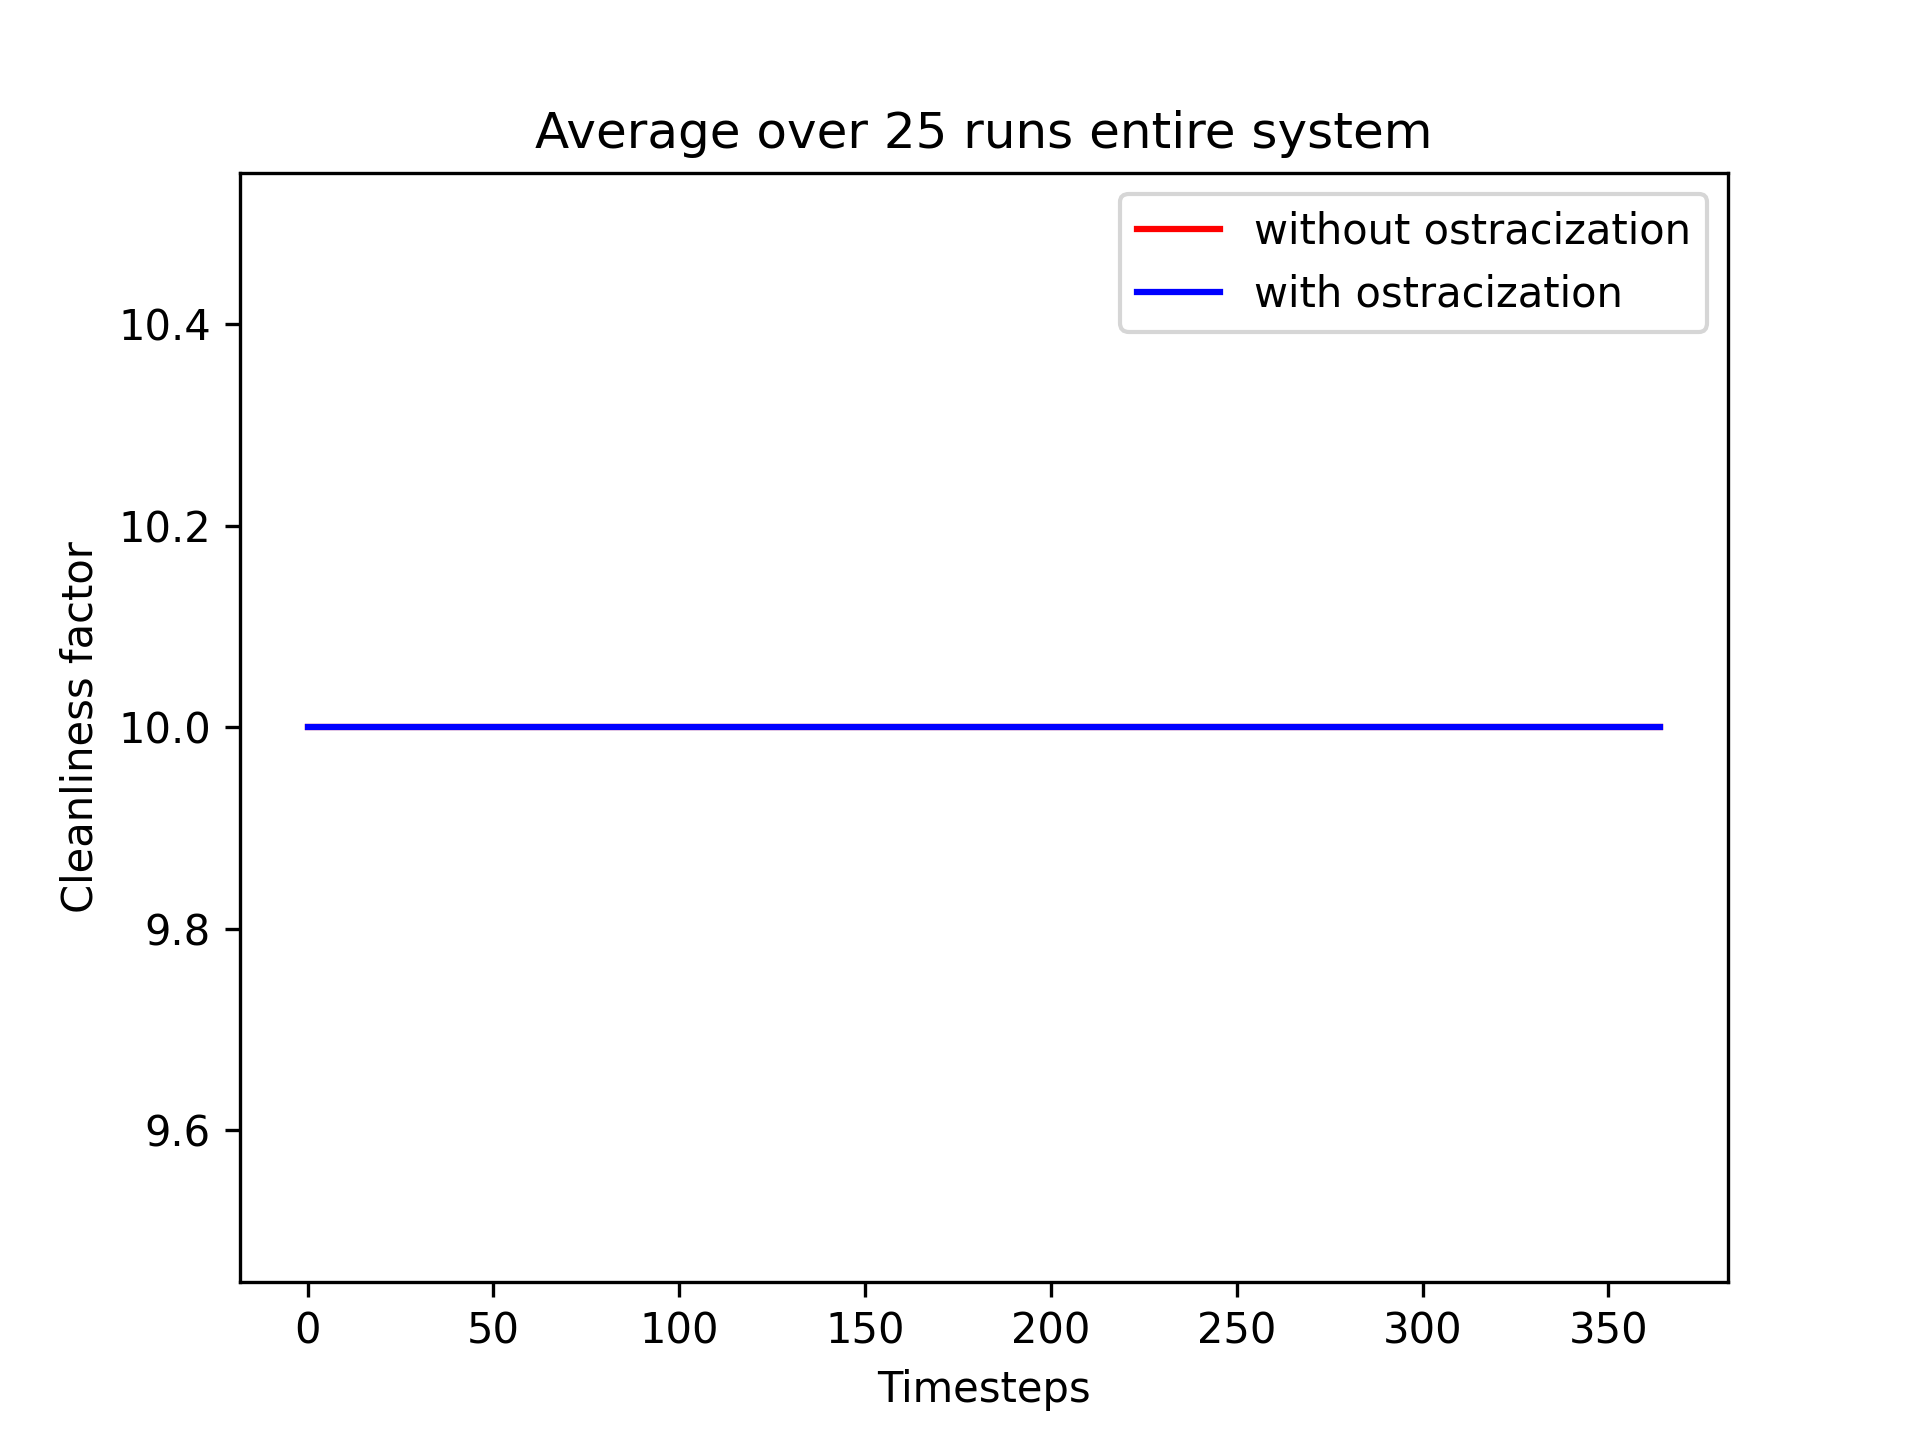 Average over 25 runs entire system
without ostracization
with ostracization
10.4
10.2
10.0
9.8
9.6
Cleanliness factor
0 50 100 150 200 250 300 350
Timesteps